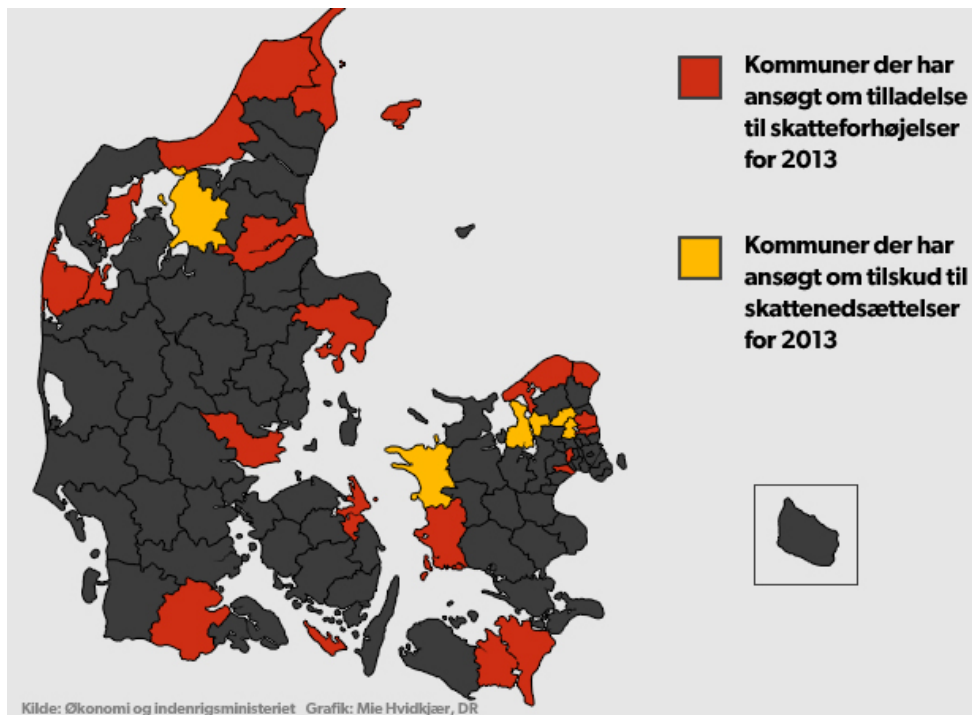 Kommuner der har
ansøgt om tilladelse
til skatteforhøjelser
for 2013
Kommuner der har
ansøgt om tilskud til
skattenedsættelser
for 2013
Kilde: Økonomi og indenrigsministeriet Grafik: Mie Hvidkjær, DR